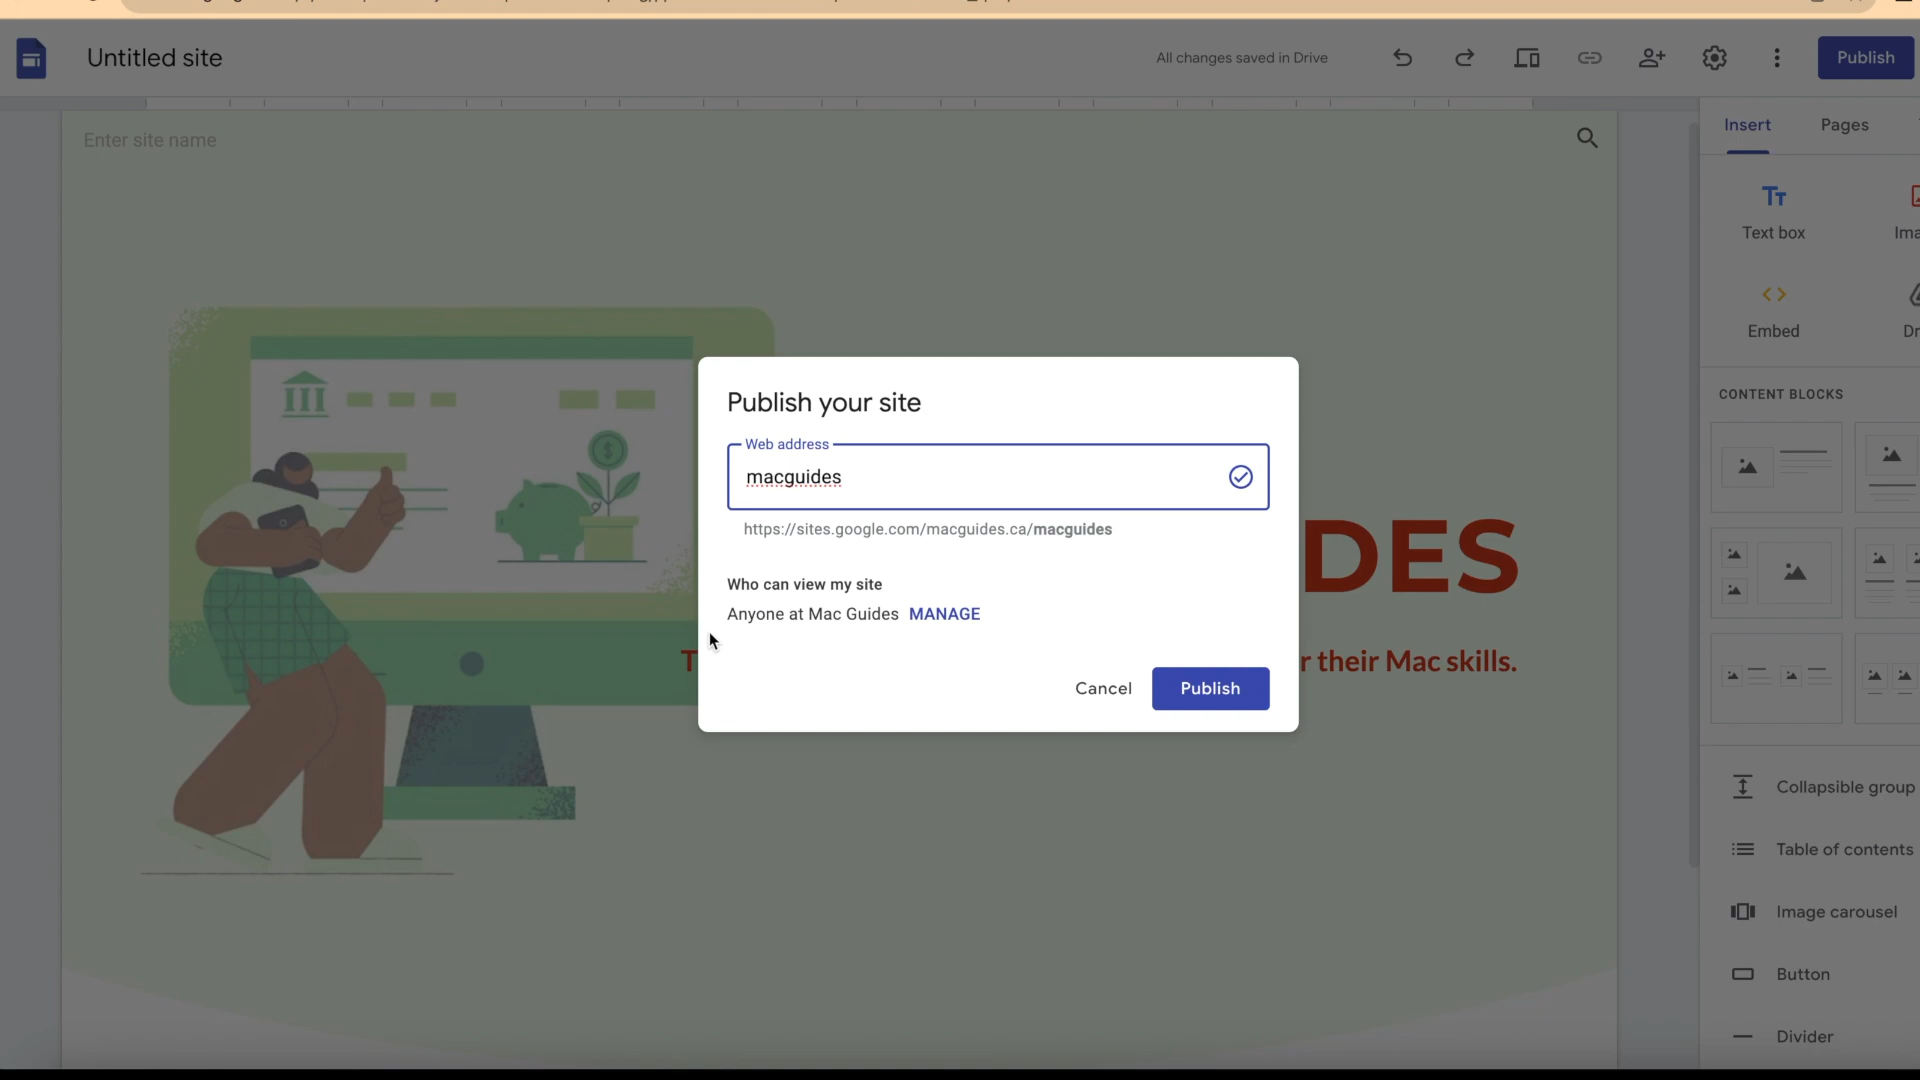 Untitled site
All changes saved in Drive
Publish
Enter site name
Insert
Pages
Text box
Embed
CONTENT BLOCKS
Publish your site
Web address
macguides
https://sites.google.com/macguides.ca/macguides
Who can view my site
Anyone at Mac Guides MANAGE
Cancel
Publish
DES
r their Mac skills.
Collapsible group
Table of contents
Image carousel
Button
Divider